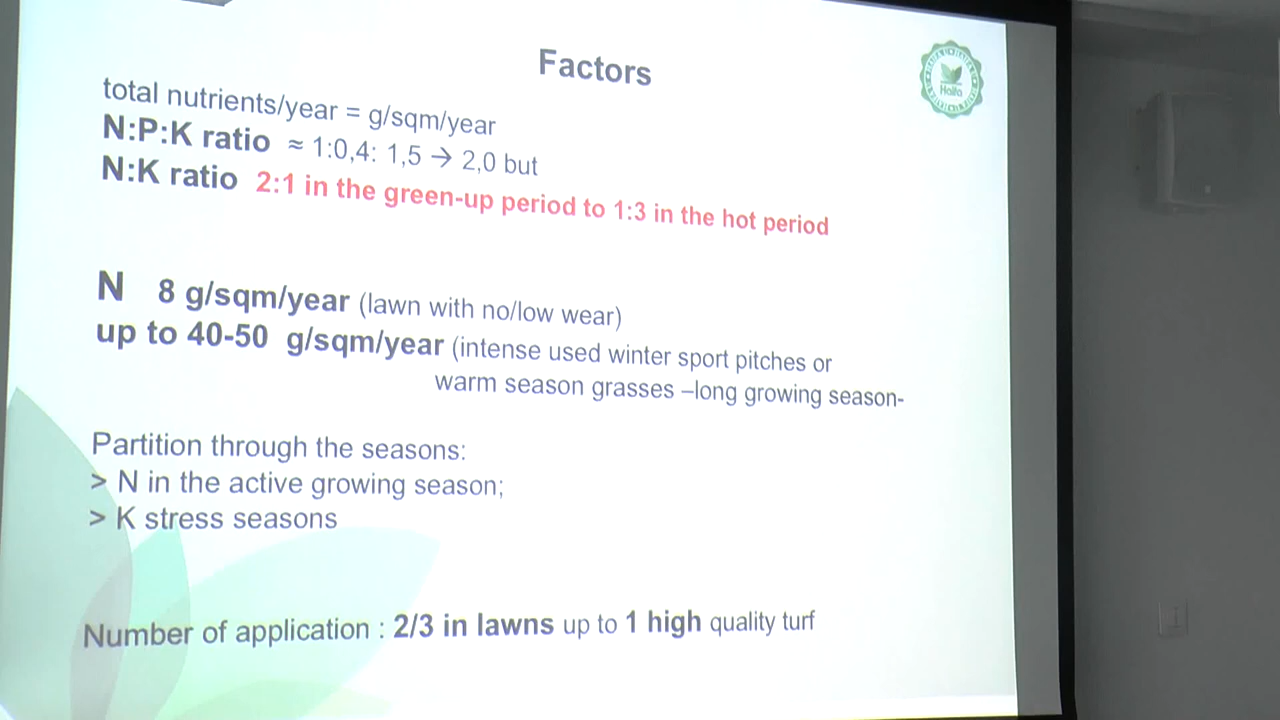 Factors
Haifa
total nutrients/year = g/sqm/year
N:P:K ratio ≈ 1:0,4: 1,5 → 2,0 but
N:K ratio 2:1 in the green-up period to 1:3 in the hot period
N 8 g/sqm/year (lawn with no/low wear)
up to 40-50 g/sqm/year (intense used winter sport pitches or
warm season grasses –long growing season-
Partition through the seasons:
> N in the active growing season;
> K stress seasons
Number of application : 2/3 in lawns up to 1 high quality turf